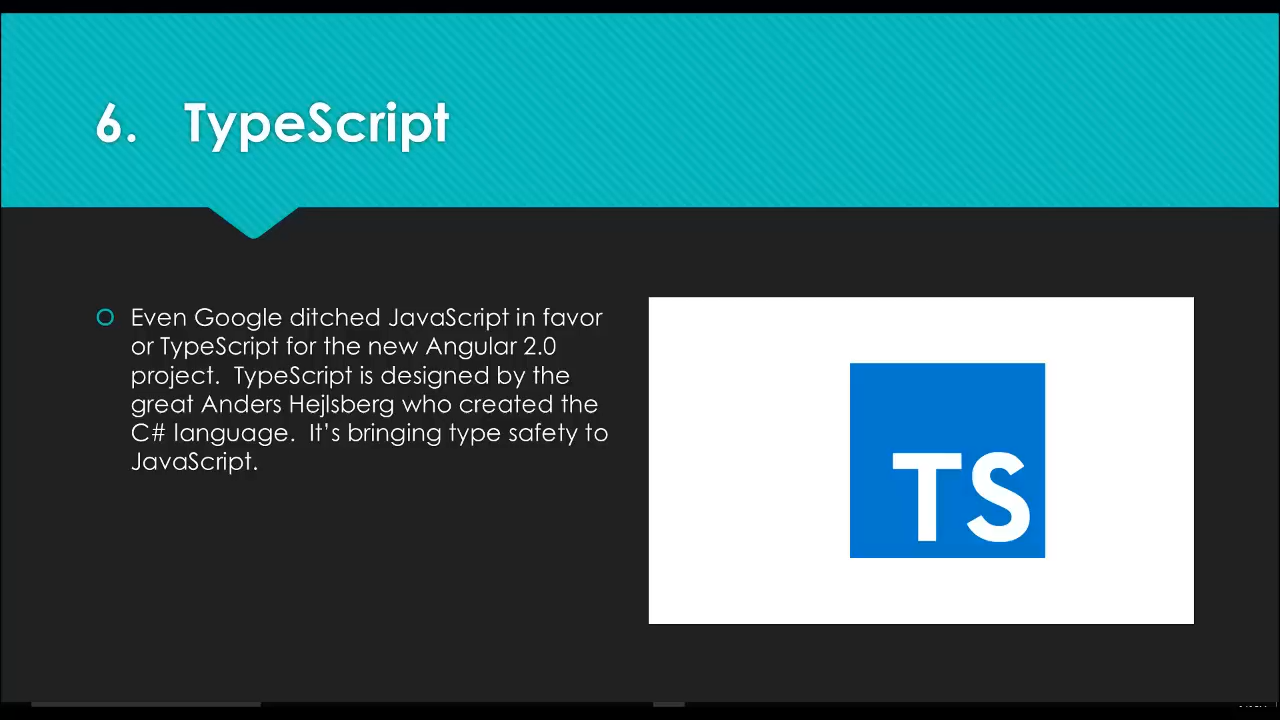 6. TypeScript
Even Google ditched JavaScript in favor
or TypeScript for the new Angular 2.0
project.  TypeScript is designed by the
great Anders Hejlsberg who created the
C# language.  It’s bringing type safety to
JavaScript.
TS